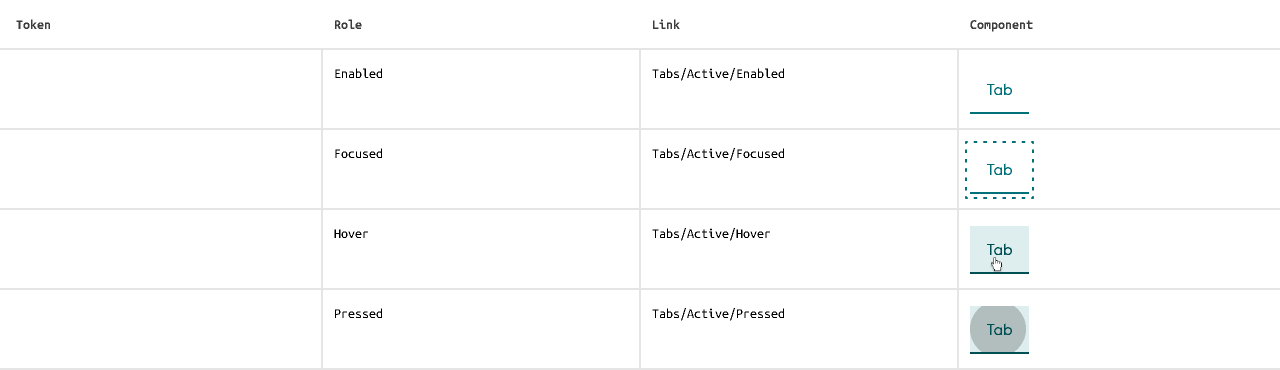 Token Role Link Component
Enabled Tabs/Active/Enabled Tab
Focused Tabs/Active/Focused Tab
Hover Tabs/Active/Hover Tab
Pressed Tabs/Active/Pressed Tab